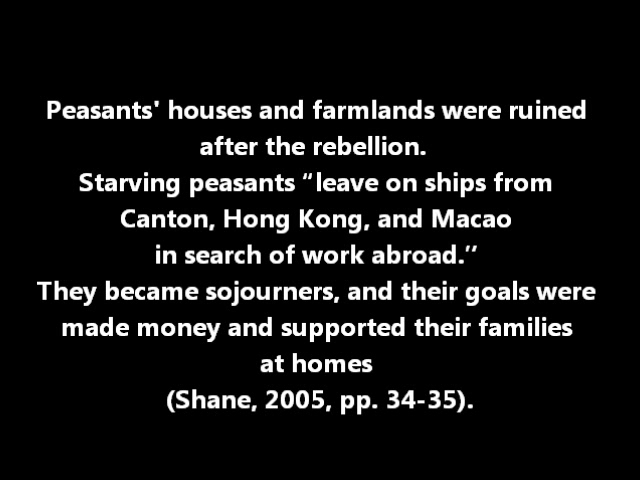 Peasants' houses and farmlands were ruined
after the rebellion.
Starving peasants “leave on ships from
Canton, Hong Kong, and Macao
in search of work abroad.’’
They became sojourners, and their goals were
made money and supported their families
at homes
(Shane, 2005, pp. 34-35).